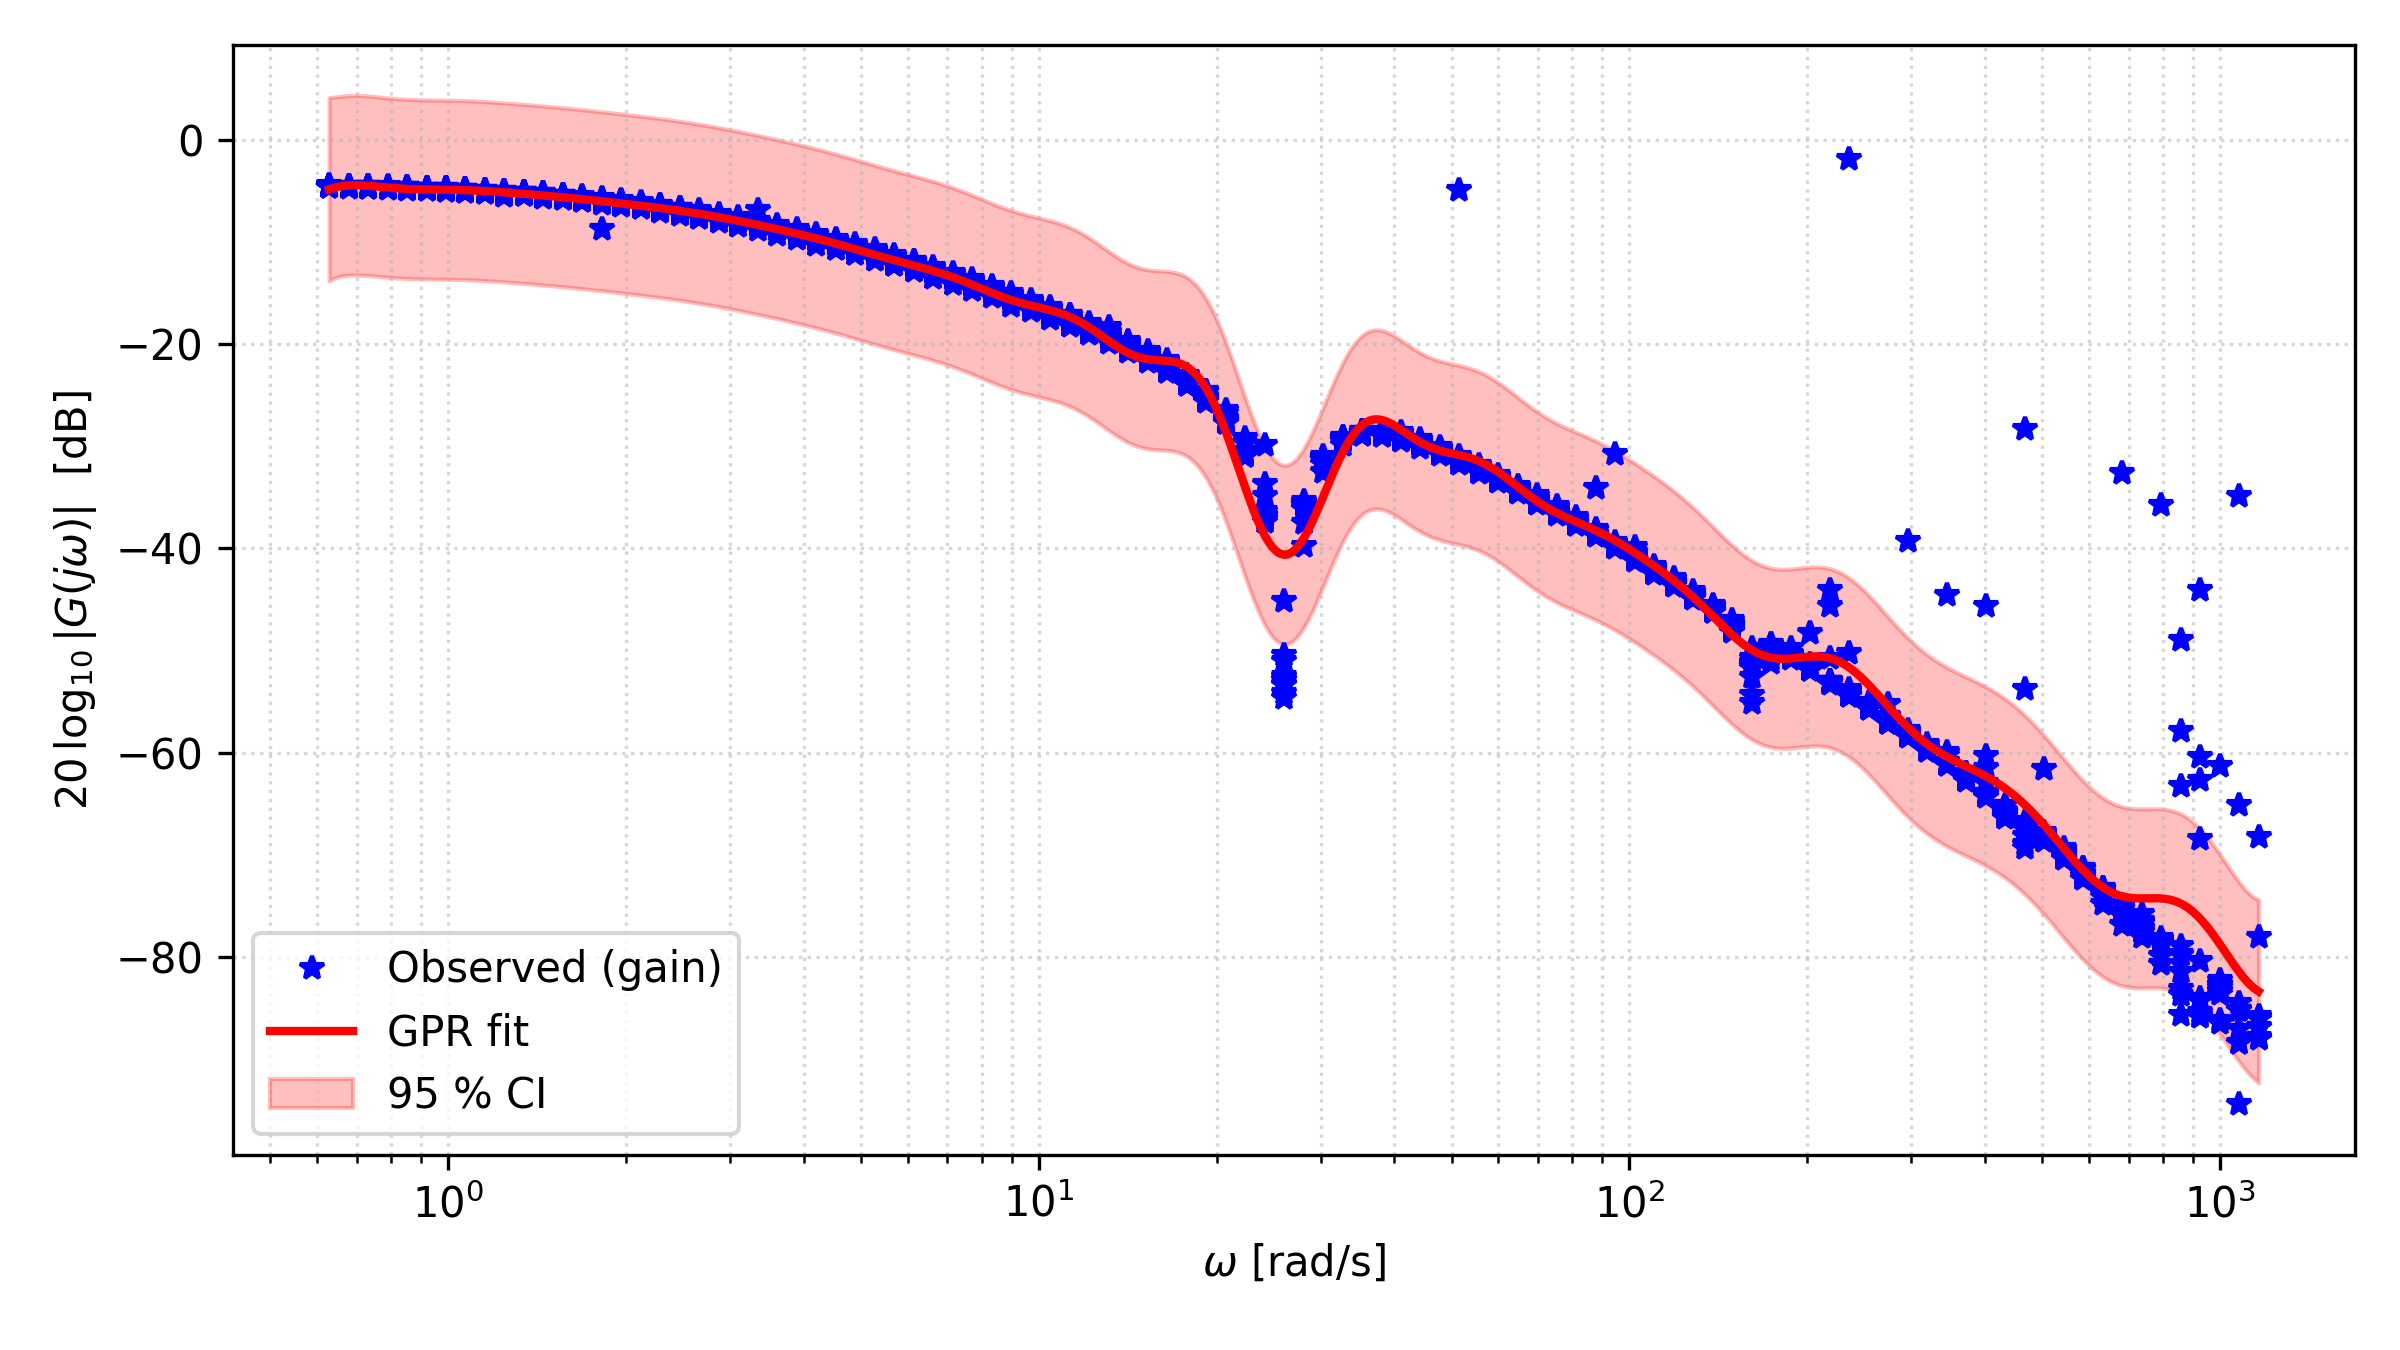 20 log₁₀|G(jω)| [dB]
0
−20
−40
−60
−80
Observed (gain)
GPR fit
95 % CI
10⁰ 10¹ 10² 10³
ω [rad/s]